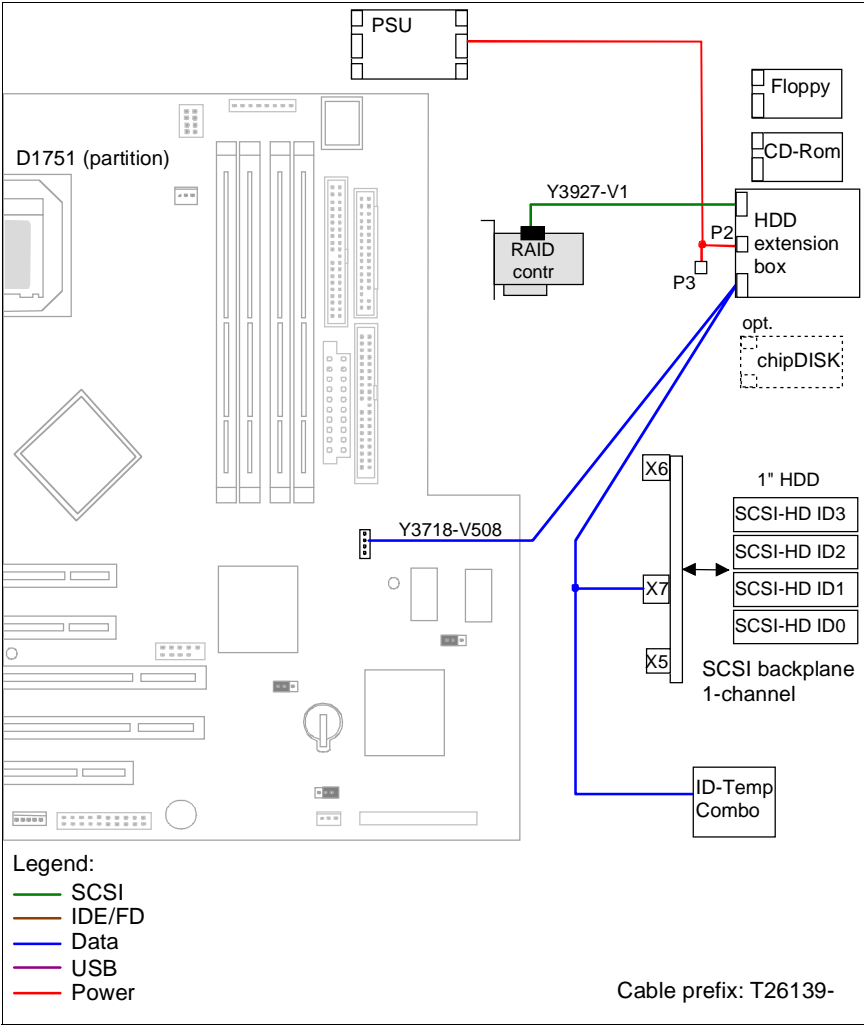 PSU
Floppy
D1751 (partition)
CD-Rom
Y3927-V1
HDD
extension
box
P2
RAID
contr
P3
opt.
chipDISK
X6
1" HDD
SCSI-HD ID3
Y3718-V508
SCSI-HD ID2
X7
SCSI-HD ID1
SCSI-HD ID0
X5
SCSI backplane
1-channel
ID-Temp
Combo
Legend:
SCSI
IDE/FD
Data
USB
Power
Cable prefix: T26139-